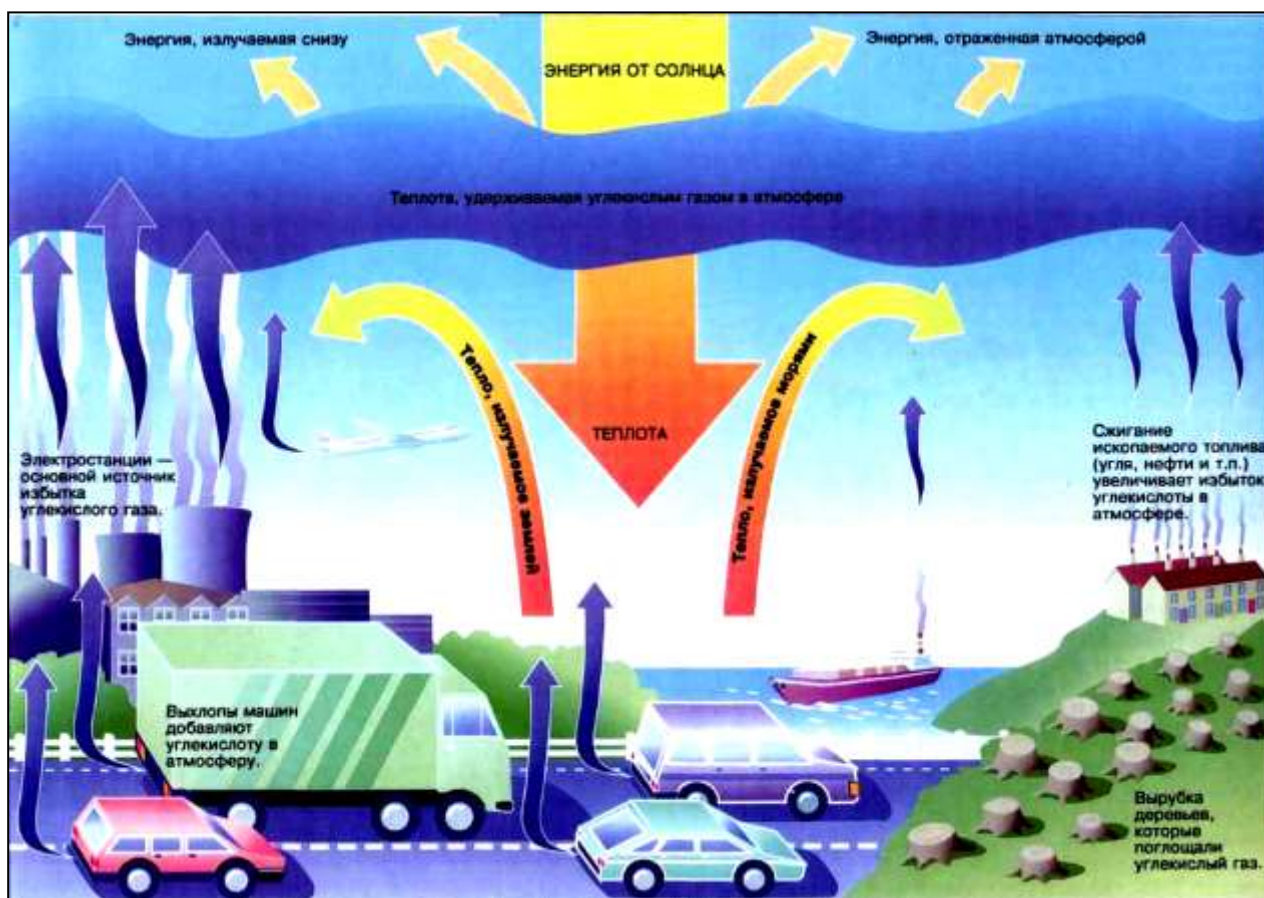 Энергия, излучаемая снизу
ЭНЕРГИЯ ОТ СОЛНЦА
Энергия, отраженная атмосферой
Теплота, удерживаемая углекислым газом в атмосфере
Тепло, излучаемое землей
ТЕПЛОТА
Тепло, излучаемое морями
Электростанции —
основной источник
избытка
углекислого газа.
Сжигание
ископаемого топлива
(угля, нефти и т.п.)
увеличивает избыток
углекислоты в
атмосфере.
Выхлопы машин
добавляют
углекислоту в
атмосферу.
Вырубка
деревьев,
которые
поглощали
углекислый газ.